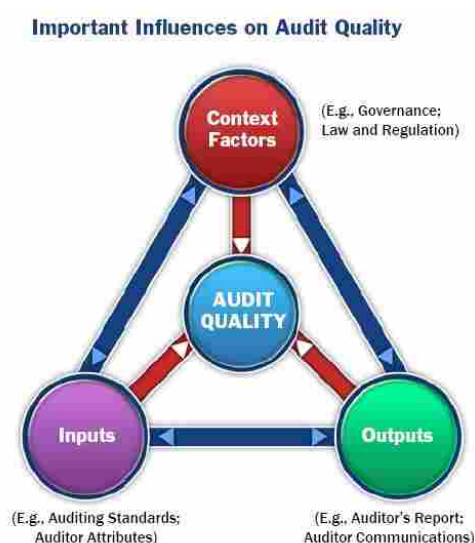 Important Influences on Audit Quality
Context
Factors
(E.g., Governance;
Law and Regulation)
AUDIT
QUALITY
Inputs
Outputs
(E.g., Auditing Standards;
Auditor Attributes)
(E.g., Auditor's Report;
Auditor Communications)